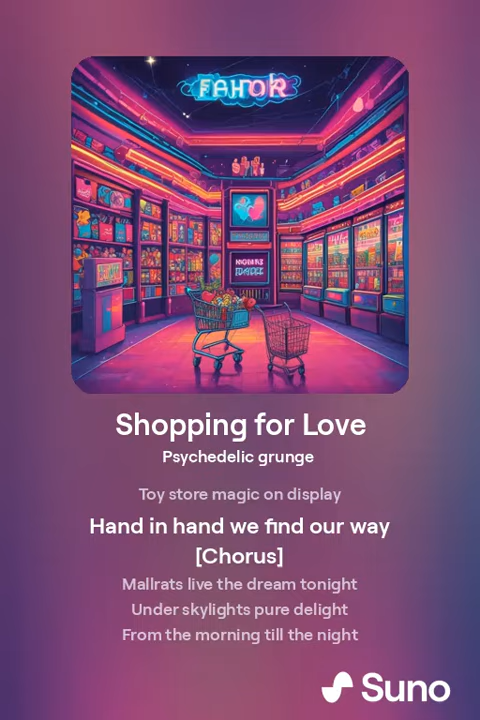 FAHOR
Shopping for Love
Psychedelic grunge
Toy store magic on display
Hand in hand we find our way
[Chorus]
Mallrats live the dream tonight
Under skylights pure delight
From the morning till the night
Suno